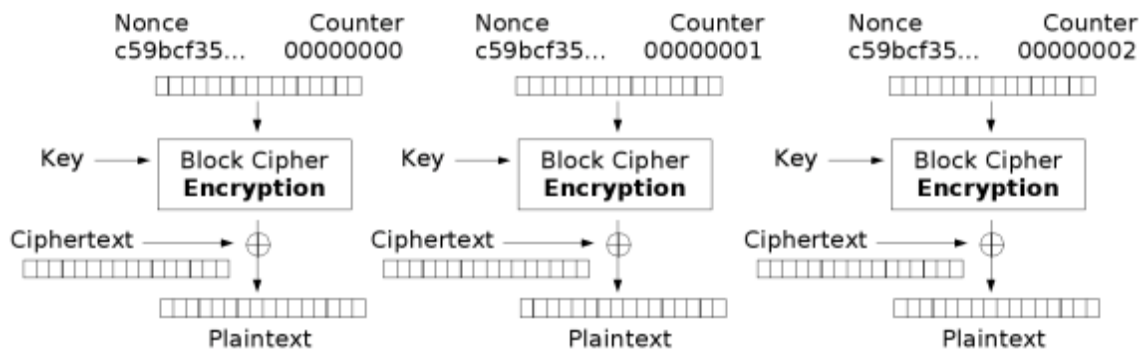 Nonce Counter Nonce Counter Nonce Counter
c59bcf35... 00000000 c59bcf35... 00000001 c59bcf35... 00000002
Key Block Cipher Key Block Cipher Key Block Cipher
Encryption Encryption Encryption
Ciphertext Ciphertext Ciphertext
Plaintext Plaintext Plaintext